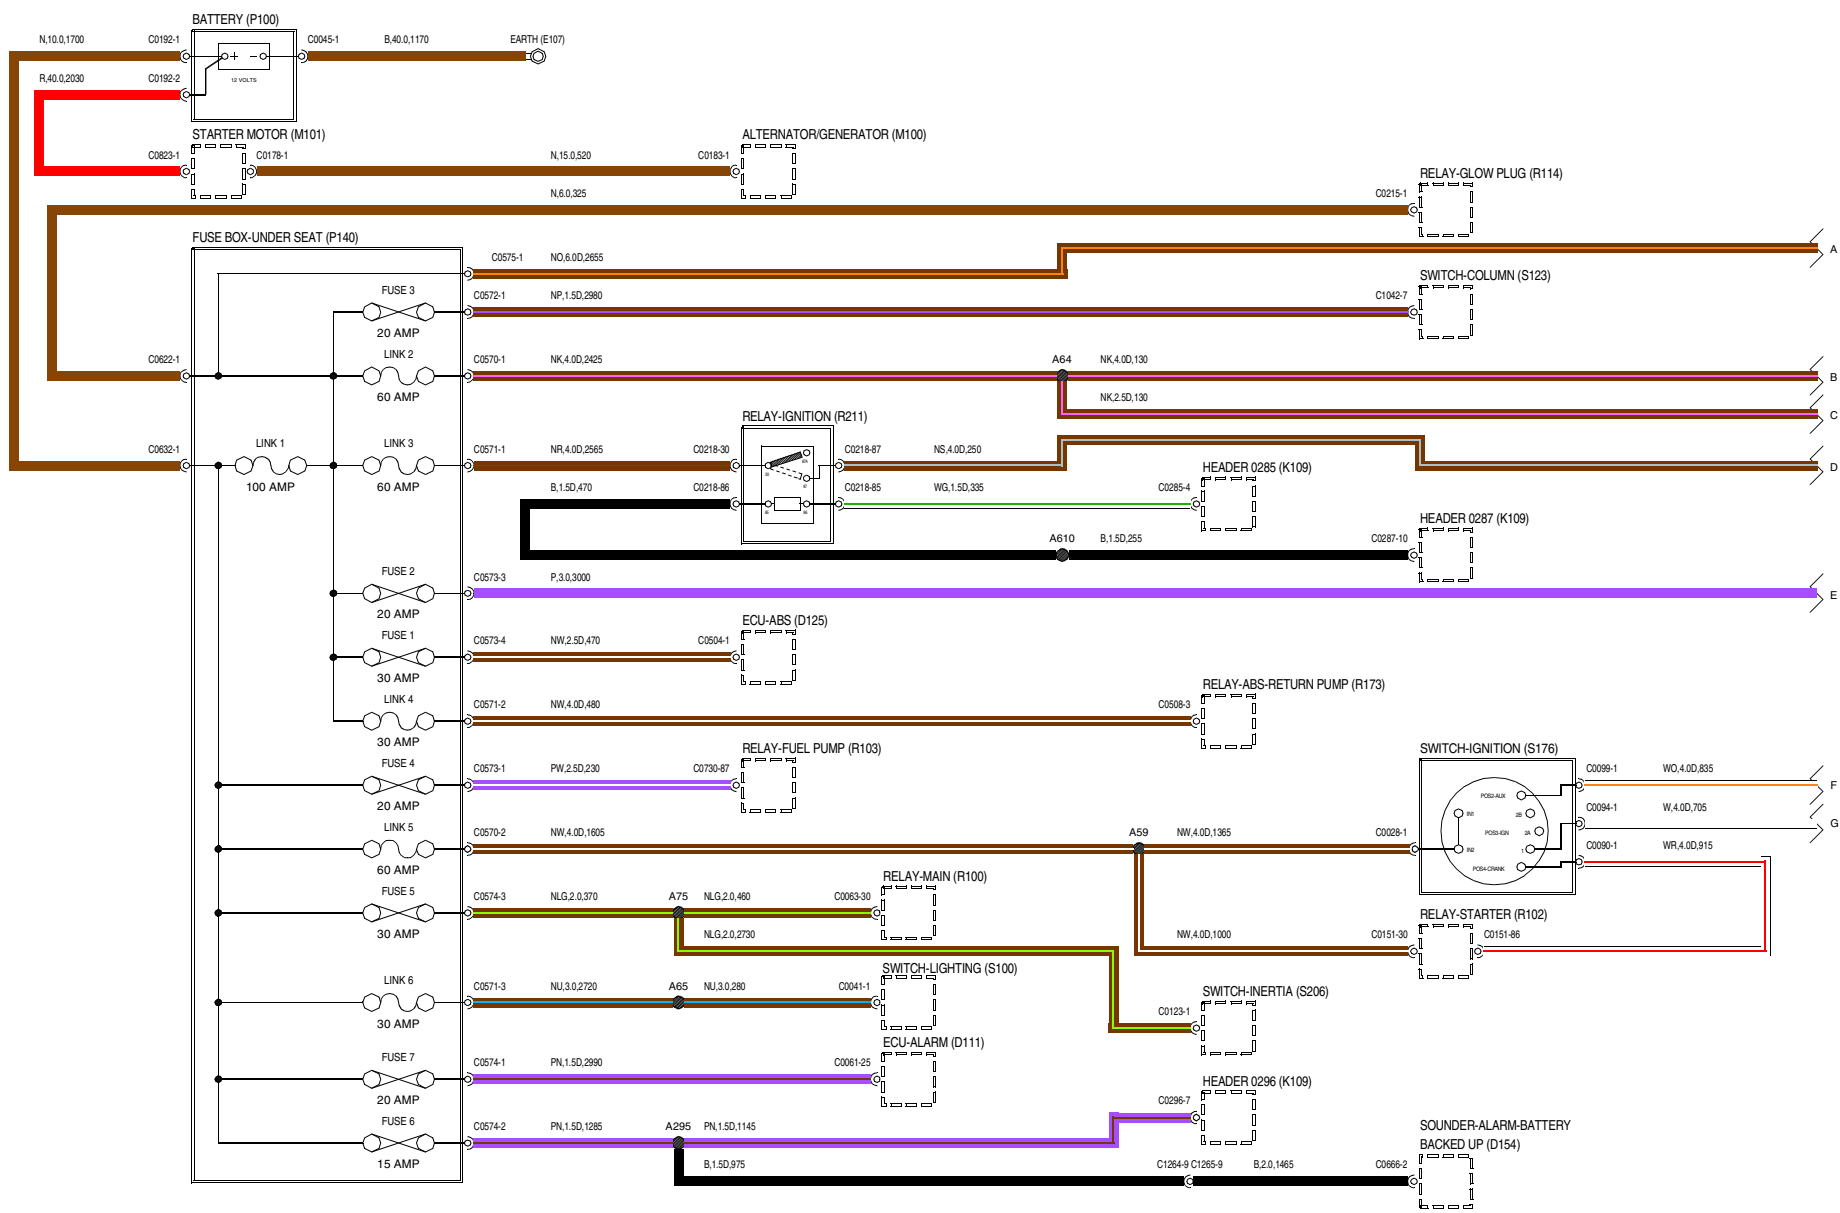 BATTERY (P100)
N,10.0,1700
C0192-1
C0045-1
B,40.0,1170
EARTH (E107)
+ -
12 VOLTS
R,40.0,2030
C0192-2
STARTER MOTOR (M101)
ALTERNATOR/GENERATOR (M100)
C0823-1
C0178-1
N,15.0,520
C0183-1
RELAY-GLOW PLUG (R114)
N,6.0,325
C0215-1
FUSE BOX-UNDER SEAT (P140)
C0575-1
NO,6.0D,2655
A
SWITCH-COLUMN (S123)
FUSE 3
20 AMP
C0572-1
NP,1.5D,2980
C1042-7
LINK 2
60 AMP
C0622-1
C0570-1
NK,4.0D,2425
A64
NK,4.0D,130
B
NK,2.5D,130
C
RELAY-IGNITION (R211)
LINK 1
100 AMP
LINK 3
60 AMP
C0632-1
C0571-1
NR,4.0D,2565
C0218-30
87A
30
87
C0218-87
NS,4.0D,250
D
HEADER 0285 (K109)
B,1.5D,470
C0218-86
C0218-85
WG,1.5D,335
C0285-4
HEADER 0287 (K109)
A610
B,1.5D,255
C0287-10
FUSE 2
20 AMP
C0573-3
P,3.0,3000
E
ECU-ABS (D125)
FUSE 1
30 AMP
C0573-4
NW,2.5D,470
C0504-1
RELAY-ABS-RETURN PUMP (R173)
LINK 4
30 AMP
C0571-2
NW,4.0D,480
C0508-3
RELAY-FUEL PUMP (R103)
SWITCH-IGNITION (S176)
FUSE 4
20 AMP
C0573-1
PW,2.5D,230
C0730-87
C0099-1
WO,4.0D,835
F
POS2-AUX
IN1
2B
POS3-IGN
2A
IN2
1
POS4-CRANK
C0094-1
W,4.0D,705
G
LINK 5
60 AMP
C0570-2
NW,4.0D,1605
A59
NW,4.0D,1365
C0028-1
C0090-1
WR,4.0D,915
RELAY-MAIN (R100)
FUSE 5
30 AMP
C0574-3
NLG,2.0,370
A75
NLG,2.0,460
C0063-30
RELAY-STARTER (R102)
NLG,2.0,2730
NW,4.0D,1000
C0151-30
C0151-86
SWITCH-LIGHTING (S100)
LINK 6
30 AMP
C0571-3
NU,3.0,2720
A65
NU,3.0,280
C0041-1
SWITCH-INERTIA (S206)
C0123-1
ECU-ALARM (D111)
FUSE 7
20 AMP
C0574-1
PN,1.5D,2990
C0061-25
HEADER 0296 (K109)
C0296-7
FUSE 6
15 AMP
C0574-2
PN,1.5D,1285
A295
PN,1.5D,1145
SOUNDER-ALARM-BATTERY
BACKED UP (D154)
B,1.5D,975
C1264-9 C1265-9
B,2.0,1465
C0666-2